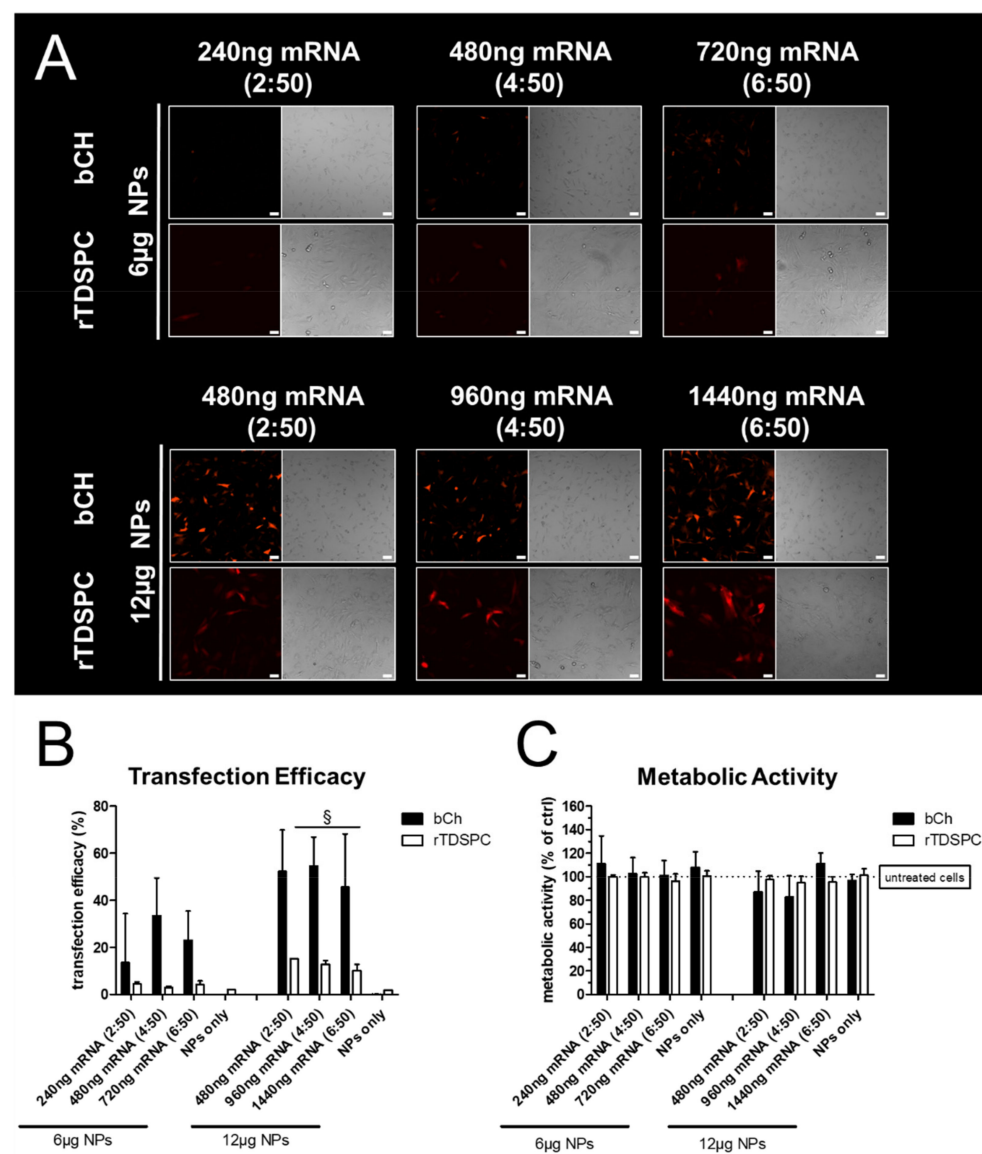 A
240ng mRNA
(2:50)
480ng mRNA
(4:50)
720ng mRNA
(6:50)
bCH
rTDSPC
6µg NPs
480ng mRNA
(2:50)
960ng mRNA
(4:50)
1440ng mRNA
(6:50)
bCH
rTDSPC
12µg NPs
B
Transfection Efficacy
transfection efficacy (%)
80
60
40
20
0
§
bCh
rTDSPC
240ng mRNA (2:50)
480ng mRNA (4:50)
720ng mRNA (6:50)
NPs only
480ng mRNA (2:50)
960ng mRNA (4:50)
1440ng mRNA (6:50)
NPs only
6µg NPs
12µg NPs
C
Metabolic Activity
metabolic activity (% of ctrl)
160
140
120
100
80
60
40
20
0
bCh
rTDSPC
untreated cells
240ng mRNA (2:50)
480ng mRNA (4:50)
720ng mRNA (6:50)
NPs only
480ng mRNA (2:50)
960ng mRNA (4:50)
1440ng mRNA (6:50)
NPs only
6µg NPs
12µg NPs